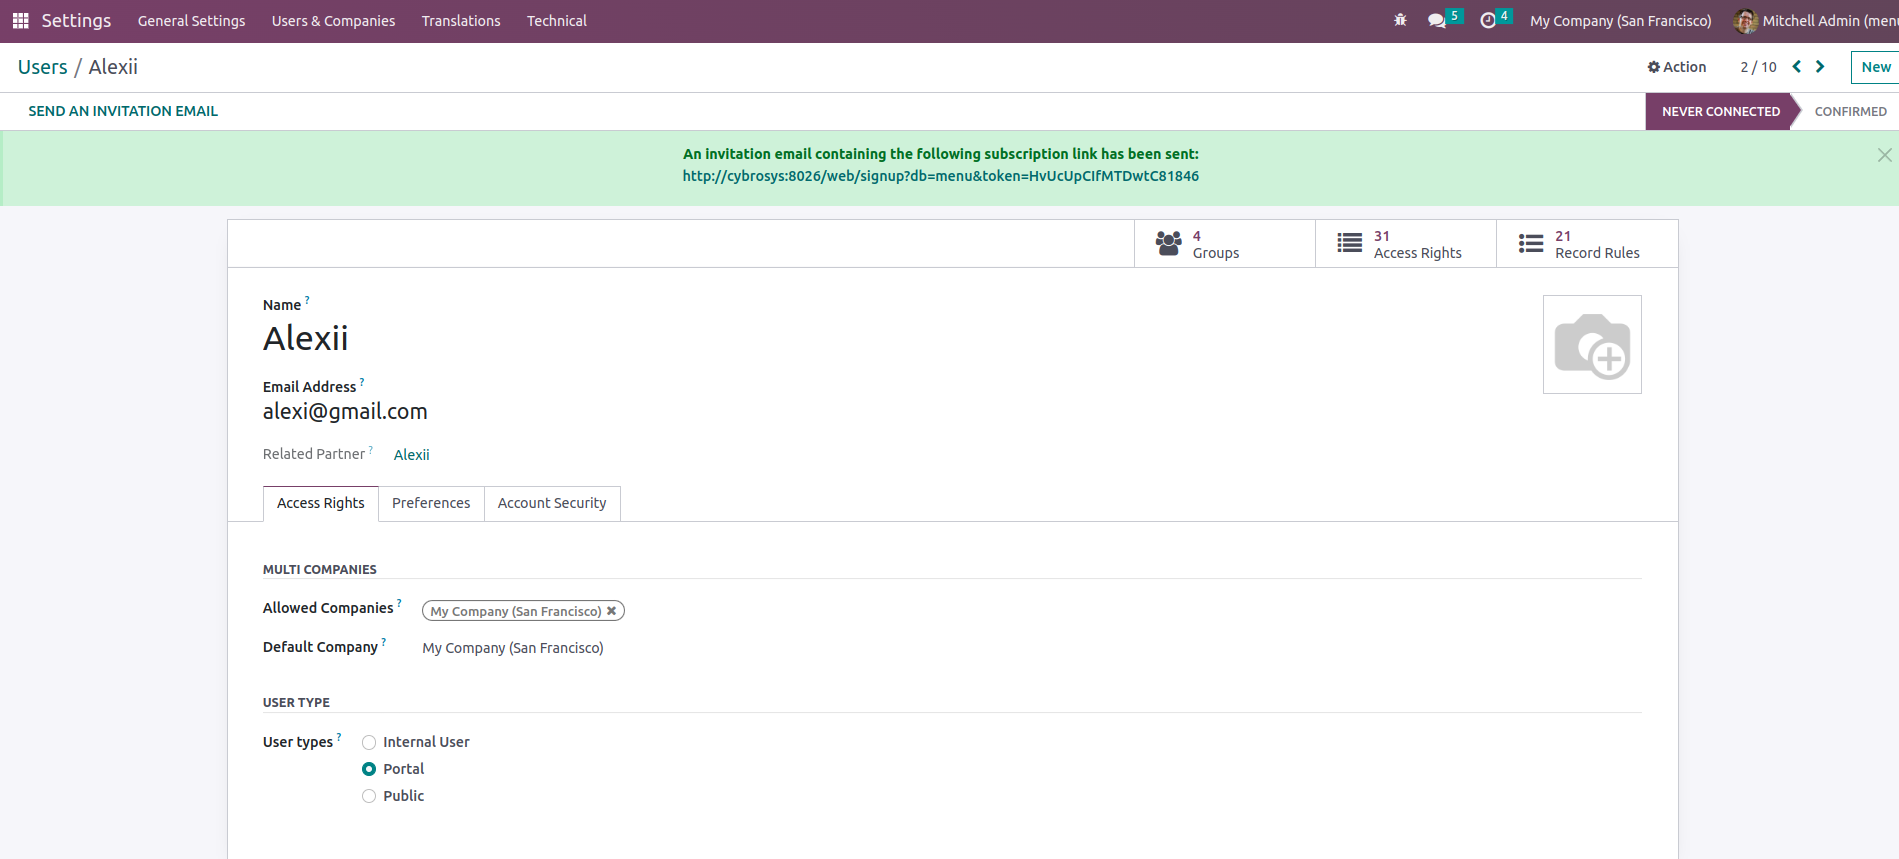 Settings General Settings Users & Companies Translations Technical 5 4 My Company (San Francisco) Mitchell Admin (menu
Users / Alexii Action 2 / 10 New
SEND AN INVITATION EMAIL NEVER CONNECTED CONFIRMED
An invitation email containing the following subscription link has been sent:
http://cybrosys:8026/web/signup?db=menu&token=HvUcUpCIfMTDwtC81846
4 Groups
31 Access Rights
21 Record Rules
Name ?
Alexii
Email Address ?
alexi@gmail.com
Related Partner ? Alexii
Access Rights Preferences Account Security
MULTI COMPANIES
Allowed Companies ? My Company (San Francisco) ✖
Default Company ? My Company (San Francisco)
USER TYPE
User types ? Internal User
Portal
Public